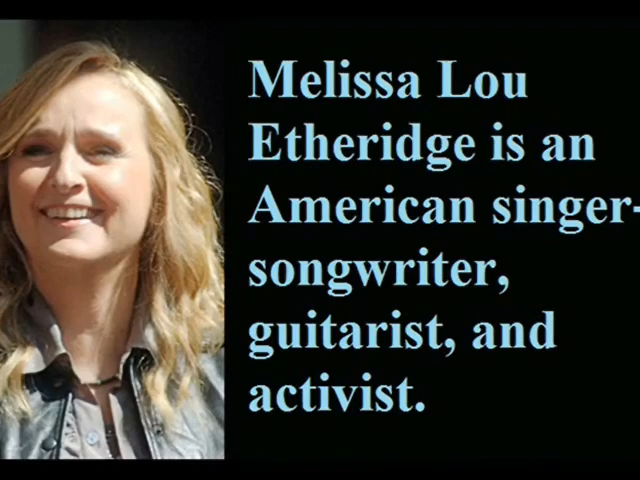 Melissa Lou
Etheridge is an
American singer-
songwriter,
guitarist, and
activist.